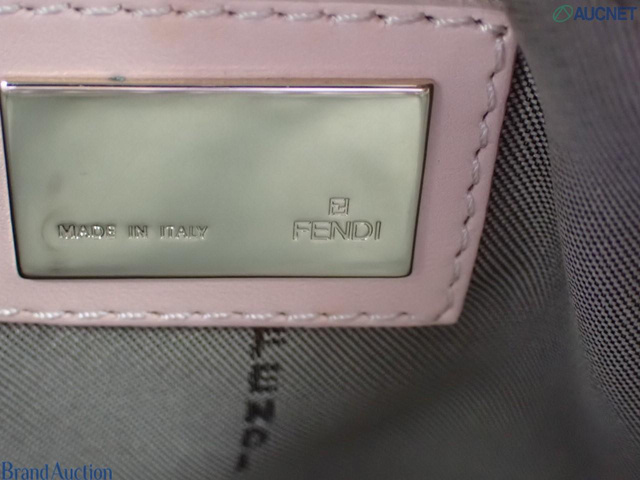 AUCNET
MADE IN ITALY
FENDI
Brand Auction